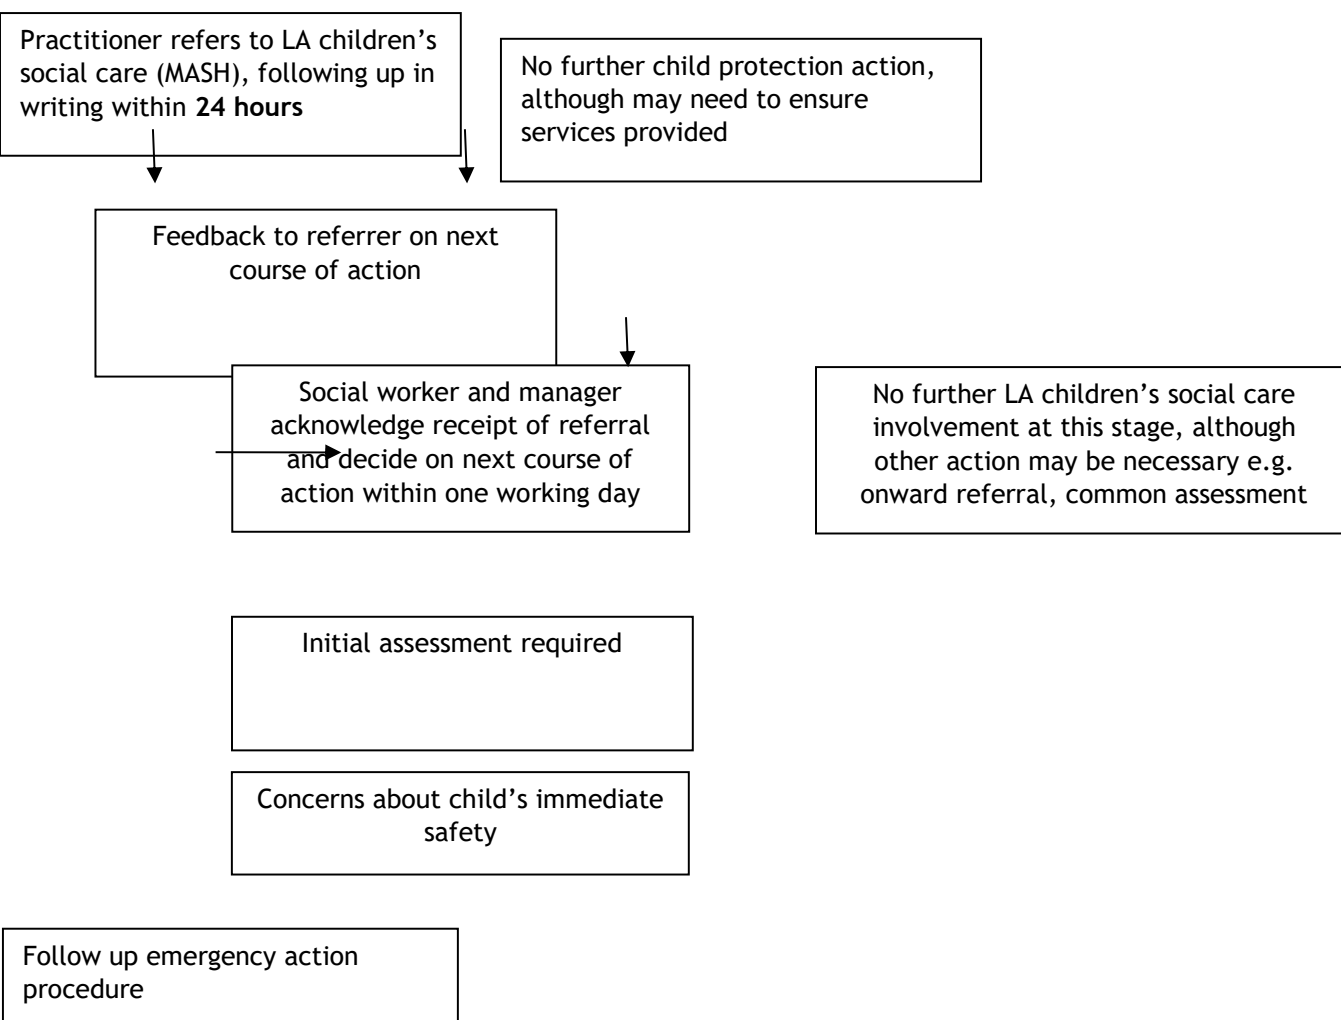 Practitioner refers to LA children’s
social care (MASH), following up in
writing within 24 hours
No further child protection action,
although may need to ensure
services provided
Feedback to referrer on next
course of action
Social worker and manager
acknowledge receipt of referral
and decide on next course of
action within one working day
No further LA children’s social care
involvement at this stage, although
other action may be necessary e.g.
onward referral, common assessment
Initial assessment required
Concerns about child’s immediate
safety
Follow up emergency action
procedure